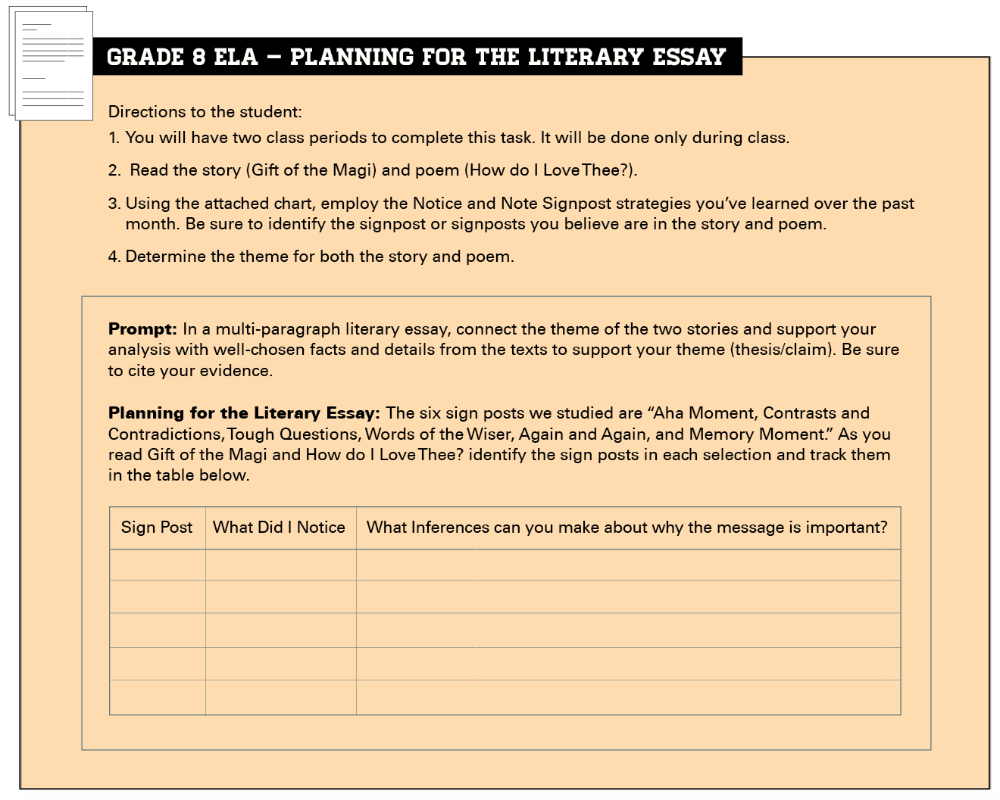 GRADE 8 ELA – PLANNING FOR THE LITERARY ESSAY
Directions to the student:
1. You will have two class periods to complete this task. It will be done only during class.
2. Read the story (Gift of the Magi) and poem (How do I Love Thee?).
3. Using the attached chart, employ the Notice and Note Signpost strategies you’ve learned over the past
month. Be sure to identify the signpost or signposts you believe are in the story and poem.
4. Determine the theme for both the story and poem.
Prompt: In a multi-paragraph literary essay, connect the theme of the two stories and support your
analysis with well-chosen facts and details from the texts to support your theme (thesis/claim). Be sure
to cite your evidence.
Planning for the Literary Essay: The six sign posts we studied are “Aha Moment, Contrasts and
Contradictions, Tough Questions, Words of the Wiser, Again and Again, and Memory Moment.” As you
read Gift of the Magi and How do I Love Thee? identify the sign posts in each selection and track them
in the table below.
Sign Post What Did I Notice What Inferences can you make about why the message is important?